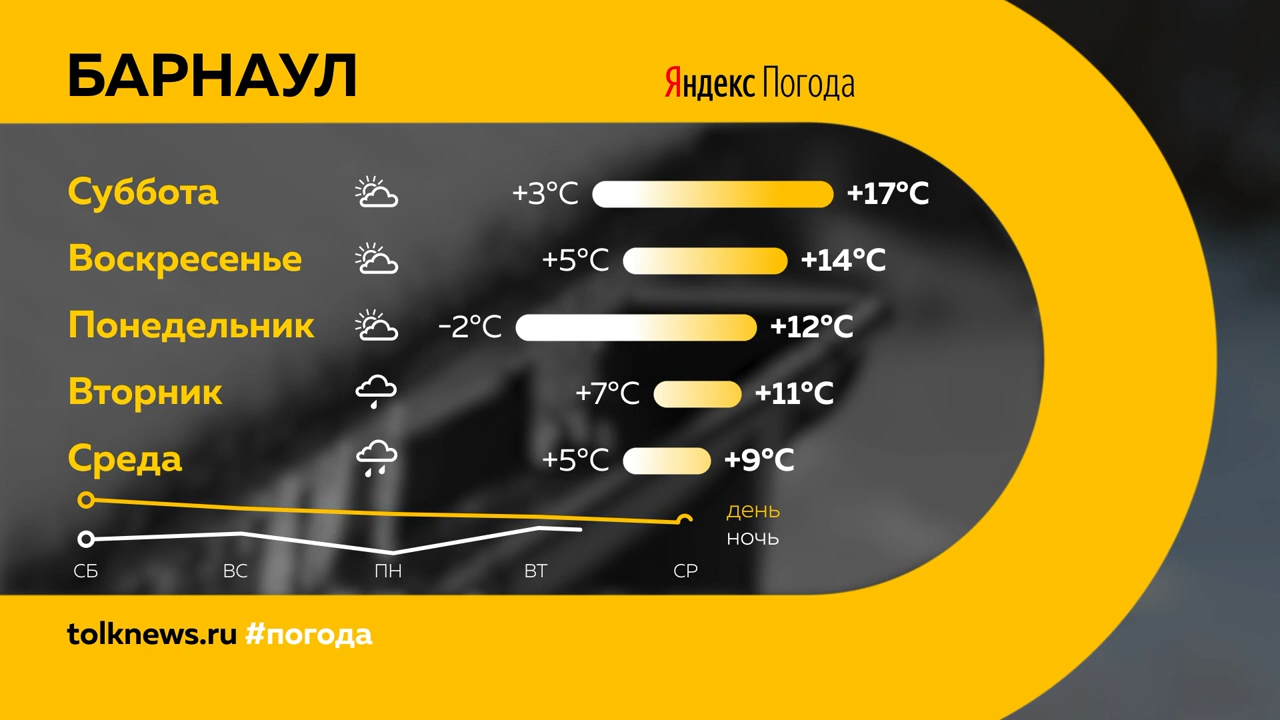 БАРНАУЛ
Яндекс Погода
Суббота +3°C +17°C
Воскресенье +5°C +14°C
Понедельник -2°C +12°C
Вторник +7°C +11°C
Среда +5°C +9°C
день
ночь
СБ ВС ПН ВТ СР
tolknews.ru #погода